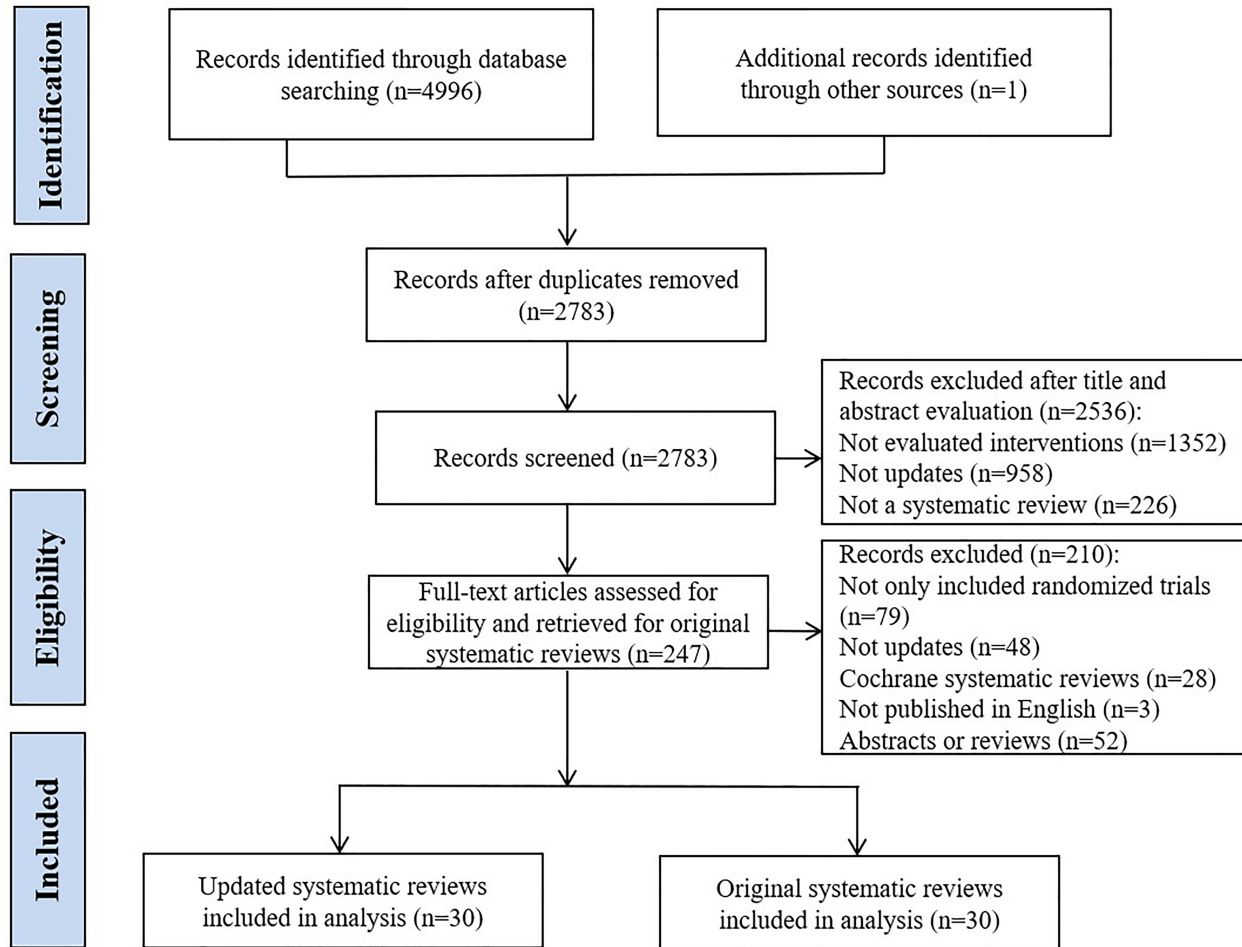 Identification
Records identified through database
searching (n=4996)
Additional records identified
through other sources (n=1)
Screening
Records after duplicates removed
(n=2783)
Records screened (n=2783)
Records excluded after title and
abstract evaluation (n=2536):
Not evaluated interventions (n=1352)
Not updates (n=958)
Not a systematic review (n=226)
Eligibility
Full-text articles assessed for
eligibility and retrieved for original
systematic reviews (n=247)
Records excluded (n=210):
Not only included randomized trials
(n=79)
Not updates (n=48)
Cochrane systematic reviews (n=28)
Not published in English (n=3)
Abstracts or reviews (n=52)
Included
Updated systematic reviews
included in analysis (n=30)
Original systematic reviews
included in analysis (n=30)